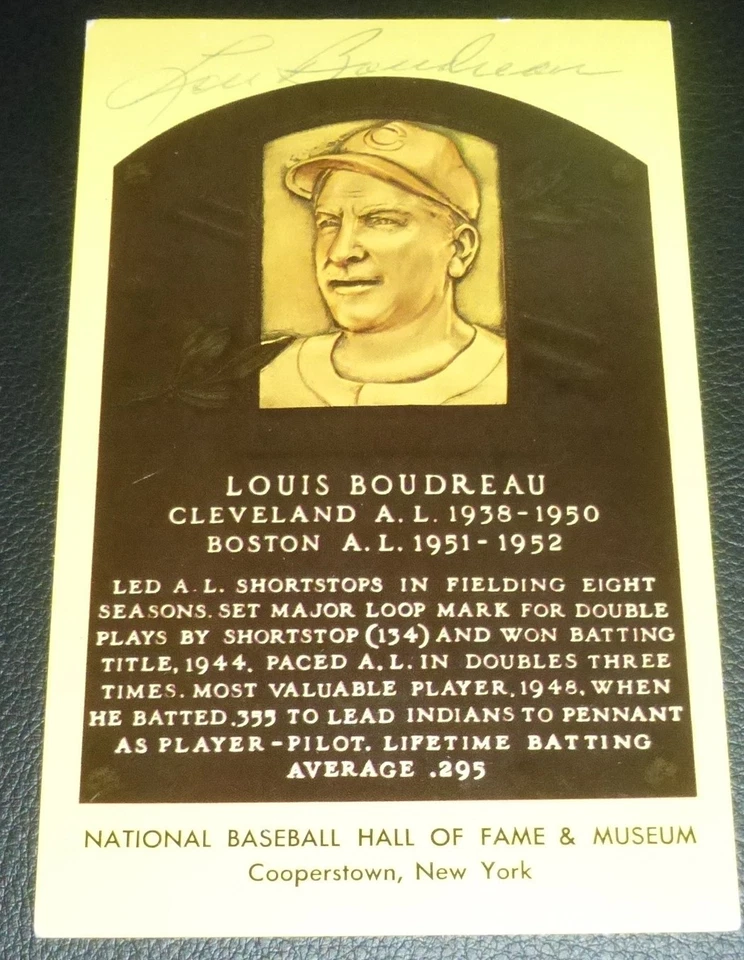 Lou Boudreau
C
LOUIS BOUDREAU
CLEVELAND A.L. 1938-1950
BOSTON A.L. 1951-1952
LED A.L. SHORTSTOPS IN FIELDING EIGHT
SEASONS. SET MAJOR LOOP MARK FOR DOUBLE
PLAYS BY SHORTSTOP (134) AND WON BATTING
TITLE, 1944. PACED A.L. IN DOUBLES THREE
TIMES. MOST VALUABLE PLAYER, 1948, WHEN
HE BATTED .355 TO LEAD INDIANS TO PENNANT
AS PLAYER-PILOT. LIFETIME BATTING
AVERAGE .295
NATIONAL BASEBALL HALL OF FAME & MUSEUM
Cooperstown, New York